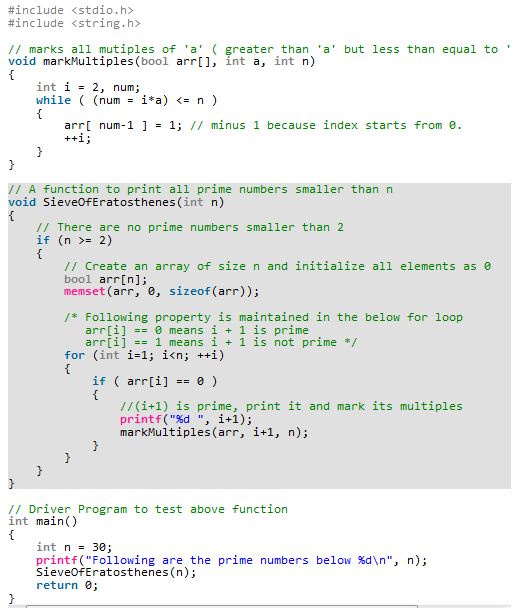 #include <stdio.h>
#include <string.h>
// marks all mutiples of 'a' ( greater than 'a' but less than equal to '
void markMultiples(bool arr[], int a, int n)
{
int i = 2, num;
while ( (num = i*a) <= n )
{
arr[ num-1 ] = 1; // minus 1 because index starts from 0.
++i;
}
}
// A function to print all prime numbers smaller than n
void SieveOfEratosthenes(int n)
{
// There are no prime numbers smaller than 2
if (n >= 2)
{
// Create an array of size n and initialize all elements as 0
bool arr[n];
memset(arr, 0, sizeof(arr));
/* Following property is maintained in the below for loop
arr[i] == 0 means i + 1 is prime
arr[i] == 1 means i + 1 is not prime */
for (int i=1; i<n; ++i)
{
if ( arr[i] == 0 )
{
//(i+1) is prime, print it and mark its multiples
printf("%d ", i+1);
markMultiples(arr, i+1, n);
}
}
}
}
// Driver Program to test above function
int main()
{
int n = 30;
printf("Following are the prime numbers below %d\n", n);
SieveOfEratosthenes(n);
return 0;
}